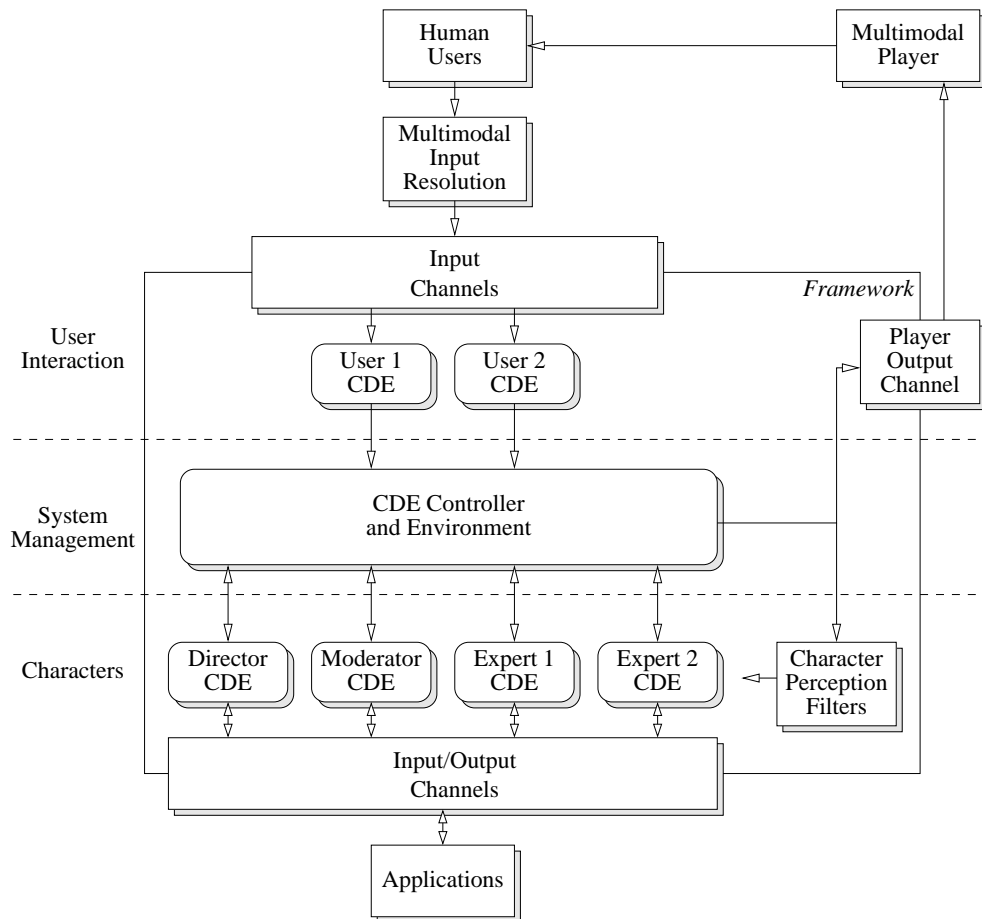 Human
Users
Multimodal
Player
Multimodal
Input
Resolution
Input
Channels
Framework
User
Interaction
User 1
CDE
User 2
CDE
Player
Output
Channel
System
Management
CDE Controller
and Environment
Characters
Director
CDE
Moderator
CDE
Expert 1
CDE
Expert 2
CDE
Character
Perception
Filters
Input/Output
Channels
Applications